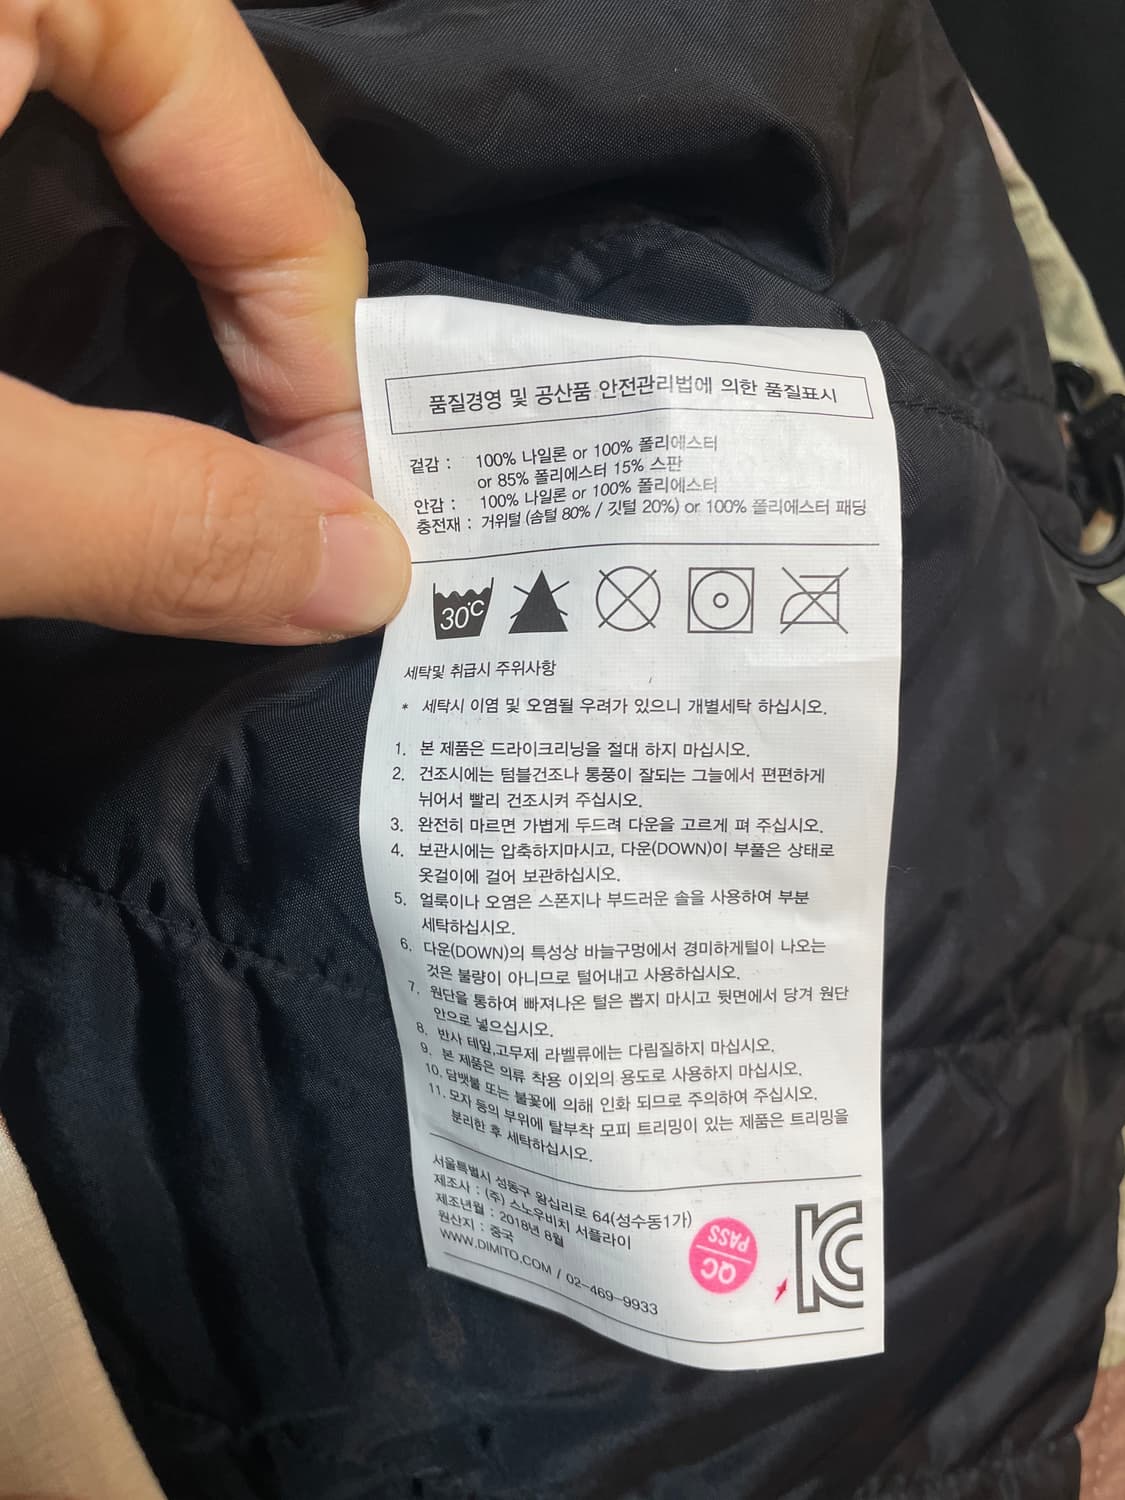 품질경영 및 공산품 안전관리법에 의한 품질표시
겉감 : 100% 나일론 or 100% 폴리에스터
or 85% 폴리에스터 15% 스판
안감 : 100% 나일론 or 100% 폴리에스터
충전재 : 거위털 (솜털 80% / 깃털 20%) or 100% 폴리에스터 패딩
30℃
세탁및 취급시 주위사항
* 세탁시 이염 및 오염될 우려가 있으니 개별세탁 하십시오.
1. 본 제품은 드라이크리닝을 절대 하지 마십시오.
2. 건조시에는 텀블건조나 통풍이 잘되는 그늘에서 편편하게
뉘어서 빨리 건조시켜 주십시오.
3. 완전히 마르면 가볍게 두드려 다운을 고르게 펴 주십시오.
4. 보관시에는 압축하지마시고, 다운(DOWN)이 부풀은 상태로
옷걸이에 걸어 보관하십시오.
5. 얼룩이나 오염은 스폰지나 부드러운 솔을 사용하여 부분
세탁하십시오.
6. 다운(DOWN)의 특성상 바늘구멍에서 경미하게털이 나오는
것은 불량이 아니므로 털어내고 사용하십시오.
7. 원단을 통하여 빠져나온 털은 뽑지 마시고 뒷면에서 당겨 원단
안으로 넣으십시오.
8. 반사 테잎,고무제 라벨류에는 다림질하지 마십시오.
9. 본 제품은 의류 착용 이외의 용도로 사용하지 마십시오.
10. 담뱃불 또는 불꽃에 의해 인화 되므로 주의하여 주십시오.
11. 모자 등의 부위에 탈부착 모피 트리밍이 있는 제품은 트리밍을
분리한 후 세탁하십시오.
서울특별시 성동구 왕십리로 64(성수동1가)
제조사 : (주) 스노우비치 서플라이
제조년월 : 2018년 8월
원산지 : 중국
WWW.DIMITO.COM / 02-469-9933
QC
PASS
KC